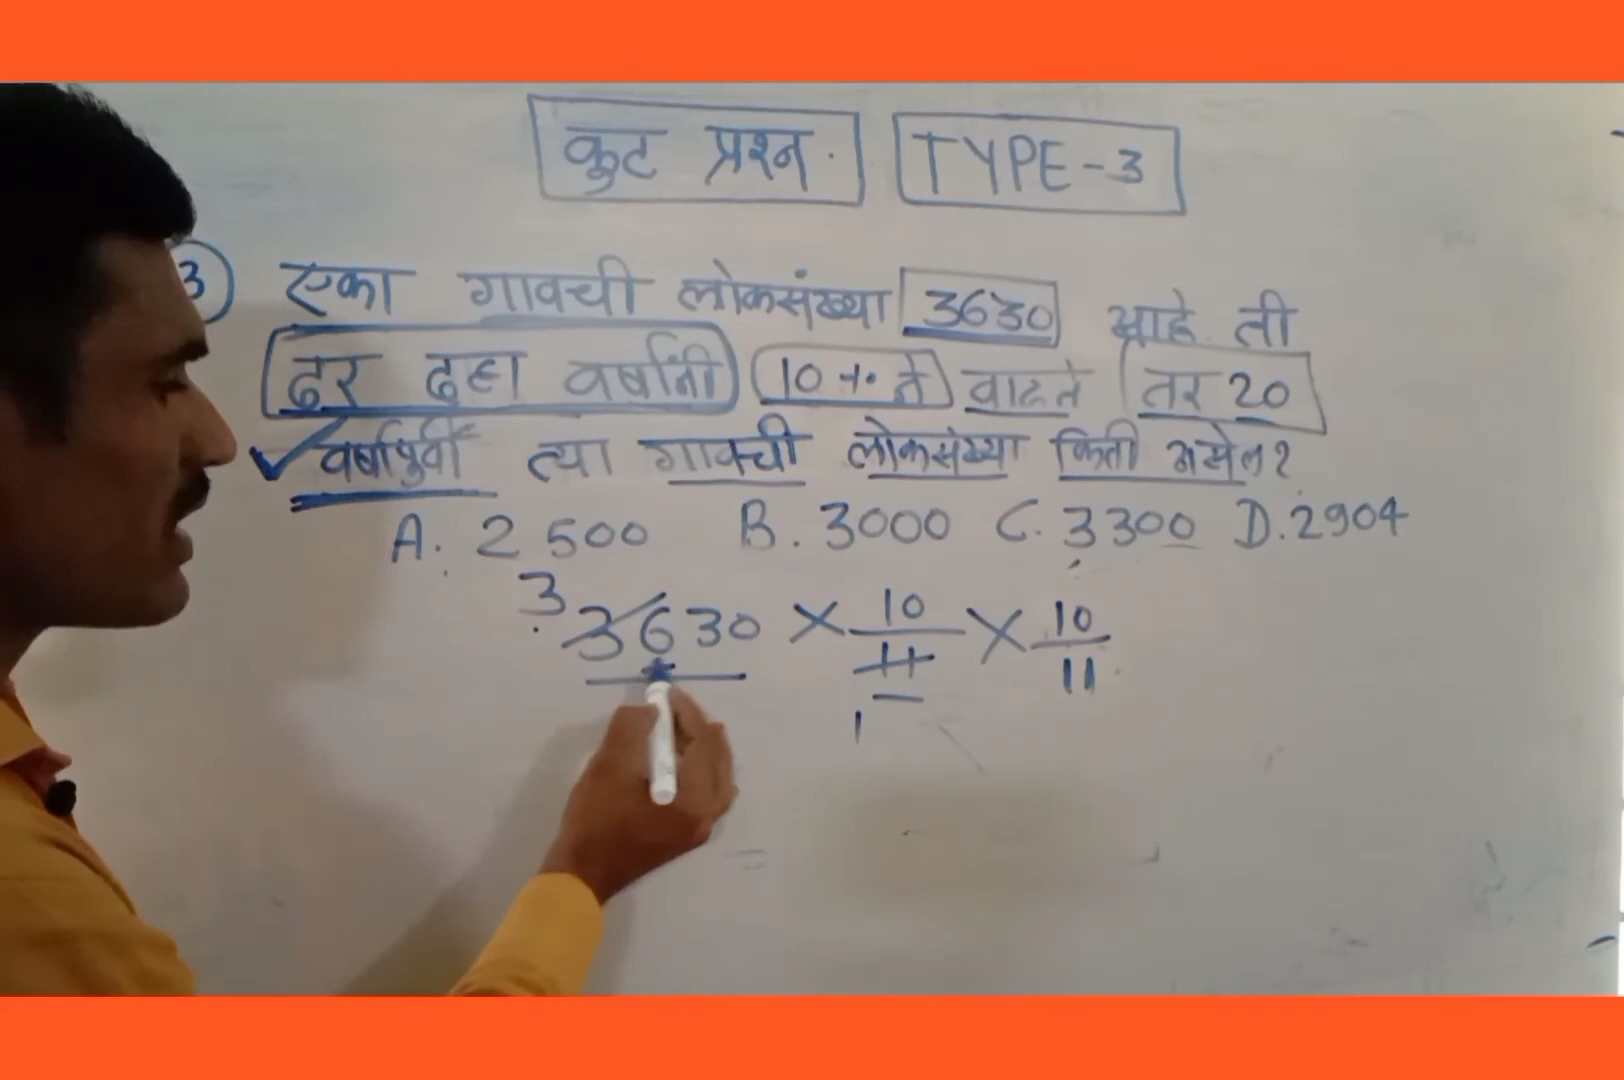 कुट प्रश्न. TYPE-3
3 एका गावची लोकसंख्या 3630 आहे. ती
दर दहा वर्षांनी 10 % ने वाढते तर 20
वर्षापुर्वी त्या गावची लोकसंख्या किती असेल?
A. 2500 B. 3000 C. 3300 D. 2904
3
3630 × 10/11 × 10/11
1